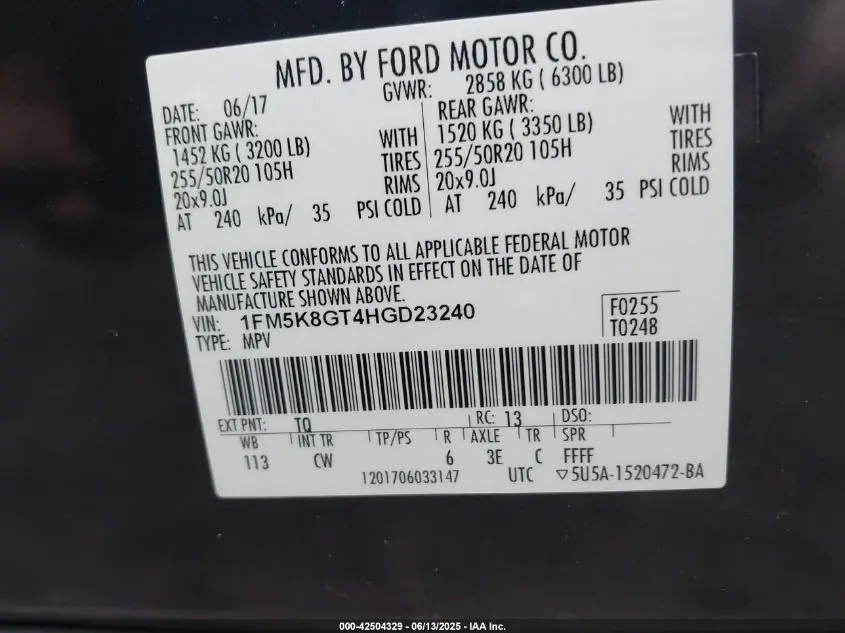 MFD. BY FORD MOTOR CO.
DATE: 06/17 GVWR: 2858 KG ( 6300 LB)
FRONT GAWR: REAR GAWR:
1452 KG ( 3200 LB) WITH 1520 KG ( 3350 LB) WITH
255/50R20 105H TIRES 255/50R20 105H TIRES
20x9.0J RIMS 20x9.0J RIMS
AT 240 kPa/ 35 PSI COLD AT 240 kPa/ 35 PSI COLD
THIS VEHICLE CONFORMS TO ALL APPLICABLE FEDERAL MOTOR
VEHICLE SAFETY STANDARDS IN EFFECT ON THE DATE OF
MANUFACTURE SHOWN ABOVE.
VIN: 1FM5K8GT4HGD23240 F0255
TYPE: MPV T0248
EXT PNT: TQ RC: 13 DSO:
WB INT TR TP/PS R AXLE TR SPR
113 CW 6 3E C FFFF
1201706033147 UTC ▽5U5A-1520472-BA
000-42504329 - 06/13/2025 - IAA Inc.